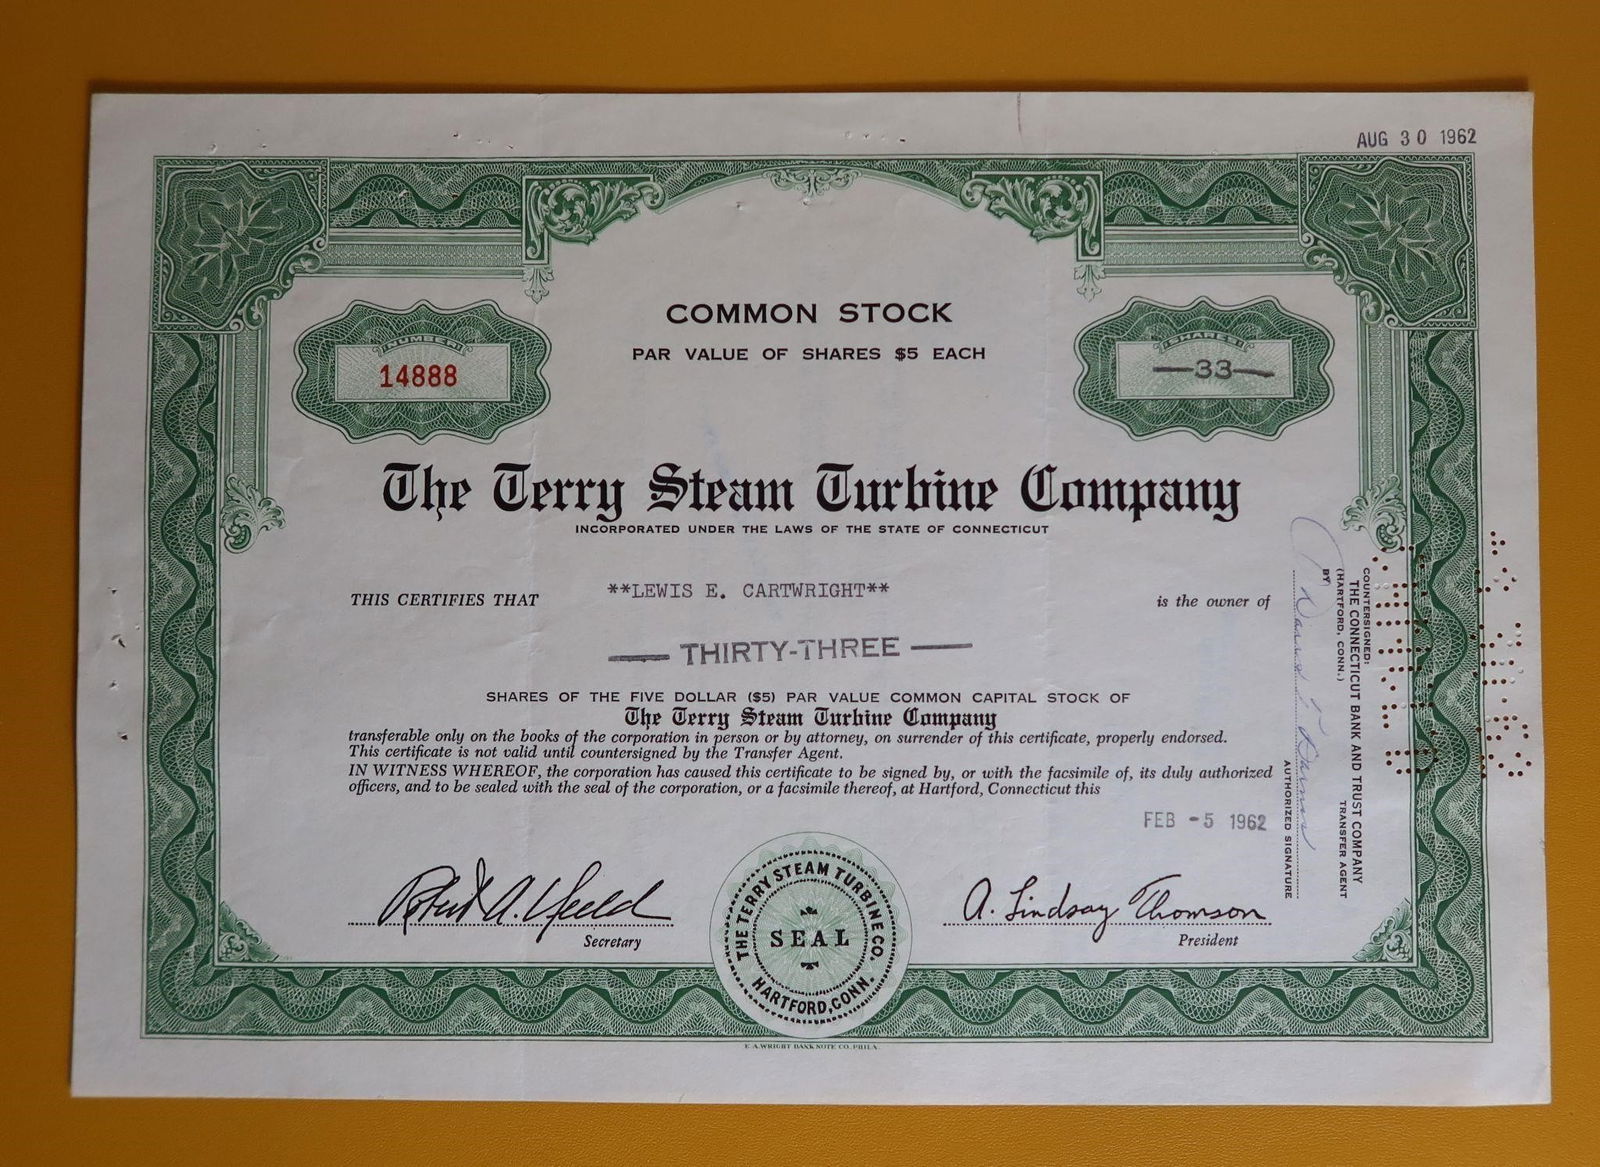 AUG 30 1962
COMMON STOCK
PAR VALUE OF SHARES $5 EACH
NUMBER
14888
SHARES
—33—
The Terry Steam Turbine Company
INCORPORATED UNDER THE LAWS OF THE STATE OF CONNECTICUT
THIS CERTIFIES THAT **LEWIS E. CARTWRIGHT** is the owner of
— THIRTY-THREE —
SHARES OF THE FIVE DOLLAR ($5) PAR VALUE COMMON CAPITAL STOCK OF
The Terry Steam Turbine Company
transferable only on the books of the corporation in person or by attorney, on surrender of this certificate, properly endorsed.
This certificate is not valid until countersigned by the Transfer Agent.
IN WITNESS WHEREOF, the corporation has caused this certificate to be signed by, or with the facsimile of, its duly authorized
officers, and to be sealed with the seal of the corporation, or a facsimile thereof, at Hartford, Connecticut this
FEB -5 1962
Robert A.
Secretary
THE TERRY STEAM TURBINE CO.
SEAL
HARTFORD, CONN.
A. Lindsay Thomson
President
COUNTERSIGNED:
THE CONNECTICUT BANK AND TRUST COMPANY
(HARTFORD, CONN.) TRANSFER AGENT
BY
AUTHORIZED SIGNATURE
E. A. WRIGHT BANK NOTE CO. PHILA.